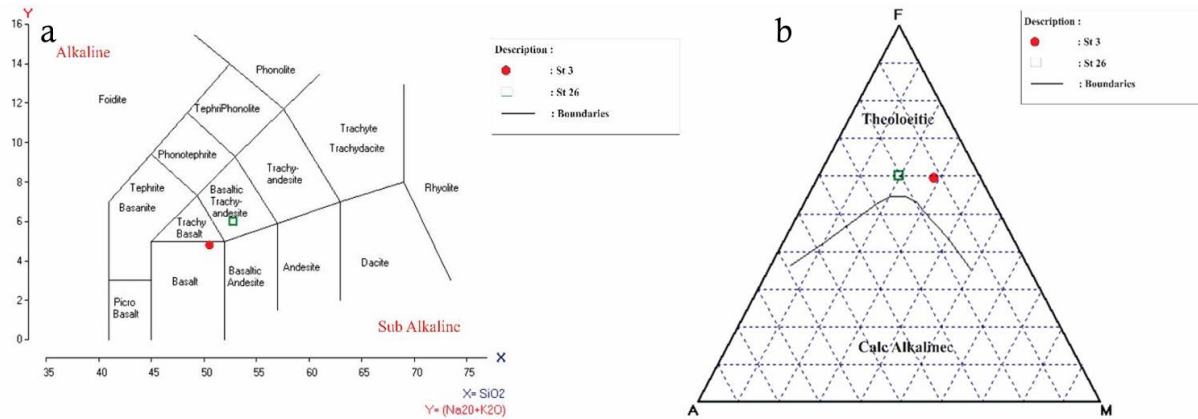 a
Y
16
14
12
10
8
6
4
2
0
Alkaline
Foidite
Phonolite
TephriPhonolite
Phonotephrite
Trachyte
Trachydacite
Trachy-
andesite
Tephrite
Basanite
Basaltic
Trachy-
andesite
Trachy
Basalt
Rhyolite
Picro
Basalt
Basalt
Basaltic
Andesite
Andesite
Dacite
Sub Alkaline
35 40 45 50 55 60 65 70 75
X
X= SiO2
Y= (Na20+K2O)
Description :
: St 3
: St 26
: Boundaries
b
F
Theoloeitic
Calc Alkalinec
A
M
Description :
: St 3
: St 26
: Boundaries